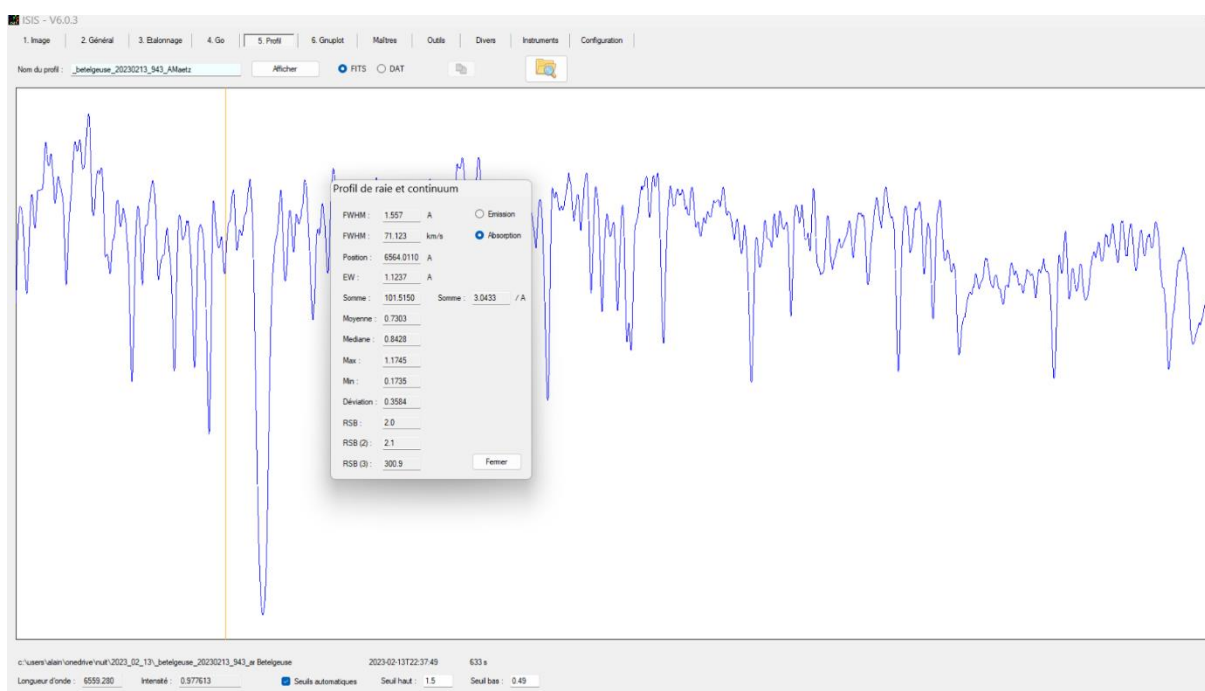 ISIS - V6.0.3
1. Image 2. Général 3. Etalonnage 4. Go 5. Profil 6. Gnuplot Maîtres Outils Divers Instruments Configuration
Nom du profil : _betelgeuse_20230213_943_AMaetz Afficher FITS DAT
Profil de raie et continuum
FWHM : 1.557 A Emission
FWHM : 71.123 km/s Absorption
Position : 6564.0110 A
EW : 1.1237 A
Somme : 101.5150 Somme : 3.0433 / A
Moyenne : 0.7303
Mediane : 0.8428
Max : 1.1745
Min : 0.1735
Déviation : 0.3584
RSB : 2.0
RSB (2) : 2.1
RSB (3) : 300.9 Fermer
c:\users\alain\onedrive\nuit\2023_02_13\_betelgeuse_20230213_943_ar Betelgeuse 2023-02-13T22:37:49 633 s
Longueur d'onde : 6559.280 Intensité : 0.977613 Seuils automatiques Seuil haut : 1.5 Seuil bas : 0.49